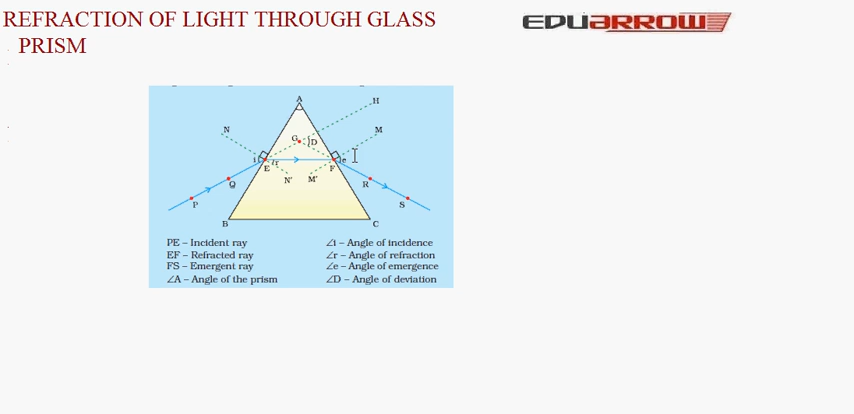 REFRACTION OF LIGHT THROUGH GLASS
PRISM
EDUARROW
A
H
N
M
G
D
i
r
e
E
F
N'
M'
Q
R
P
S
B
C
PE – Incident ray
∠i – Angle of incidence
EF – Refracted ray
∠r – Angle of refraction
FS – Emergent ray
∠e – Angle of emergence
∠A – Angle of the prism
∠D – Angle of deviation